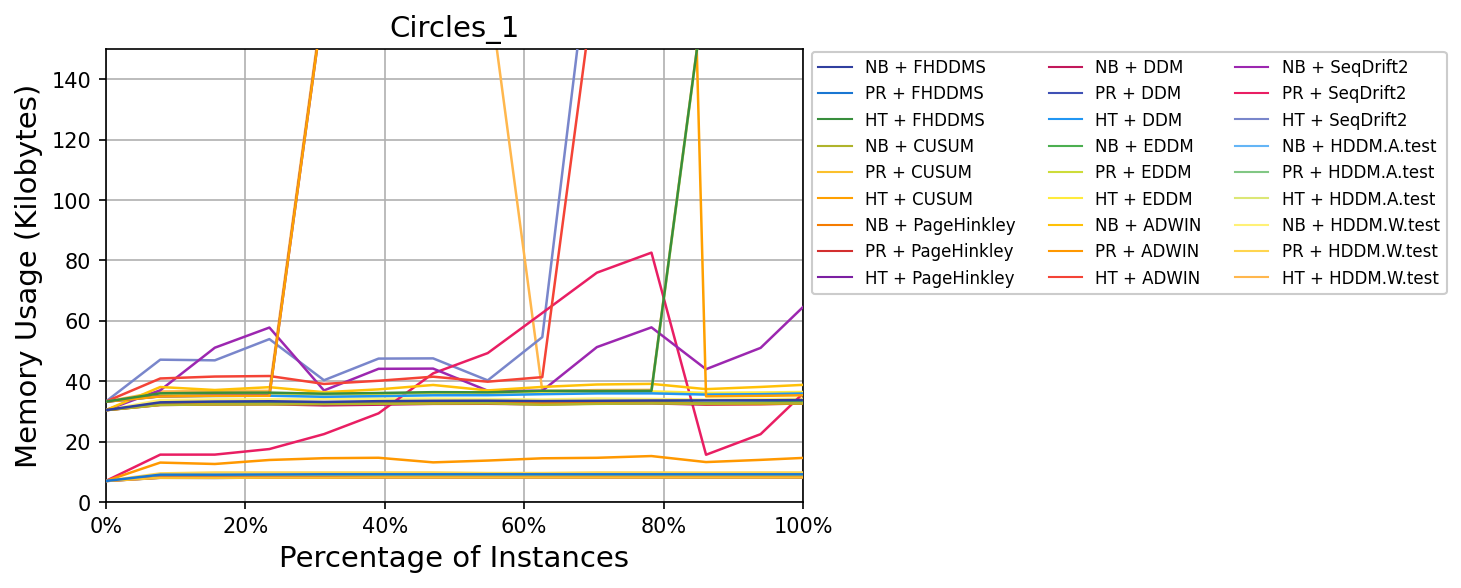 Circles_1
Memory Usage (Kilobytes)
140
120
100
80
60
40
20
0
0% 20% 40% 60% 80% 100%
Percentage of Instances
NB + FHDDMS
PR + FHDDMS
HT + FHDDMS
NB + CUSUM
PR + CUSUM
HT + CUSUM
NB + PageHinkley
PR + PageHinkley
HT + PageHinkley
NB + DDM
PR + DDM
HT + DDM
NB + EDDM
PR + EDDM
HT + EDDM
NB + ADWIN
PR + ADWIN
HT + ADWIN
NB + SeqDrift2
PR + SeqDrift2
HT + SeqDrift2
NB + HDDM.A.test
PR + HDDM.A.test
HT + HDDM.A.test
NB + HDDM.W.test
PR + HDDM.W.test
HT + HDDM.W.test